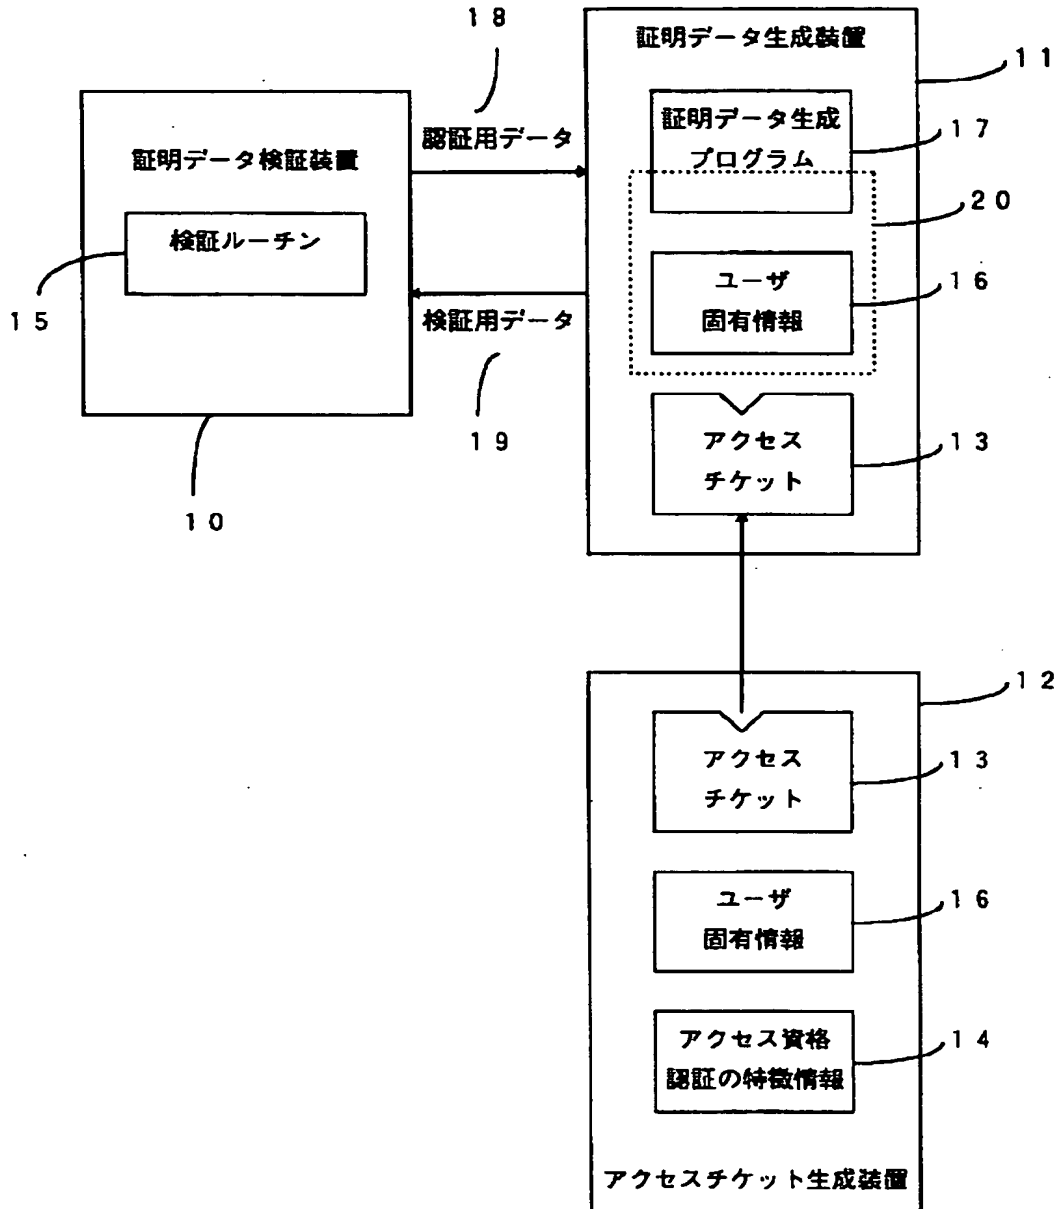 １８
証明データ生成装置
１１
認証用データ
証明データ生成
プログラム
１７
証明データ検証装置
２０
検証ルーチン
１５
ユーザ
固有情報
１６
検証用データ
１９
アクセス
チケット
１３
１０
１２
アクセス
チケット
１３
ユーザ
固有情報
１６
アクセス資格
認証の特徴情報
１４
アクセスチケット生成装置